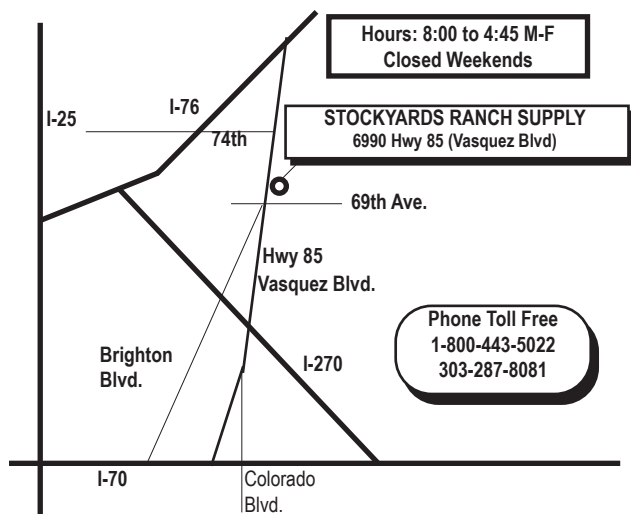 Hours: 8:00 to 4:45 M-F
Closed Weekends
I-76
I-25
STOCKYARDS RANCH SUPPLY
6990 Hwy 85 (Vasquez Blvd)
74th
69th Ave.
Hwy 85
Vasquez Blvd.
Phone Toll Free
1-800-443-5022
303-287-8081
Brighton
Blvd.
I-270
I-70
Colorado
Blvd.